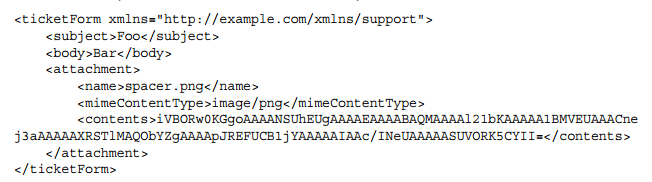 <ticketForm xmlns="http://example.com/xmlns/support">
<subject>Foo</subject>
<body>Bar</body>
<attachment>
<name>spacer.png</name>
<mimeContentType>image/png</mimeContentType>
<contents>iVBORw0KGgoAAAANSUhEUgAAAAEAAAABAQMAAAAl21bKAAAAA1BMVEUAAACne
j3aAAAAAXRSTlMAQObYZgAAAApJREFUCB1jYAAAAAIAAc/INeUAAAAASUVORK5CYII=</contents>
</attachment>
</ticketForm>